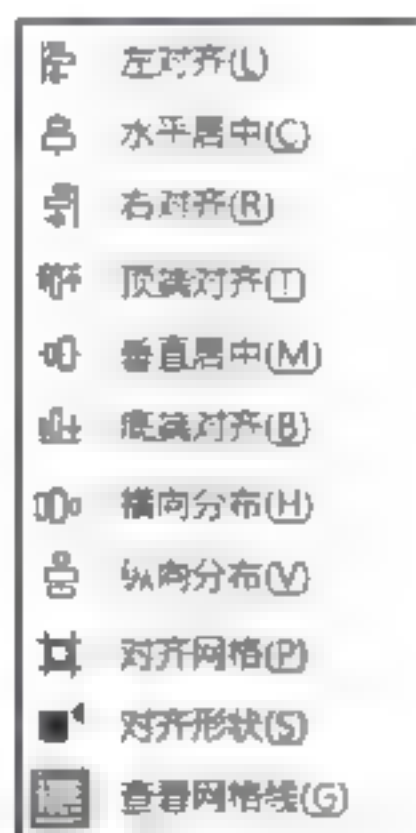 左对齐(L)
水平居中(C)
右对齐(R)
顶端对齐(T)
垂直居中(M)
底端对齐(B)
横向分布(H)
纵向分布(V)
对齐网格(P)
对齐形状(S)
查看网格线(G)